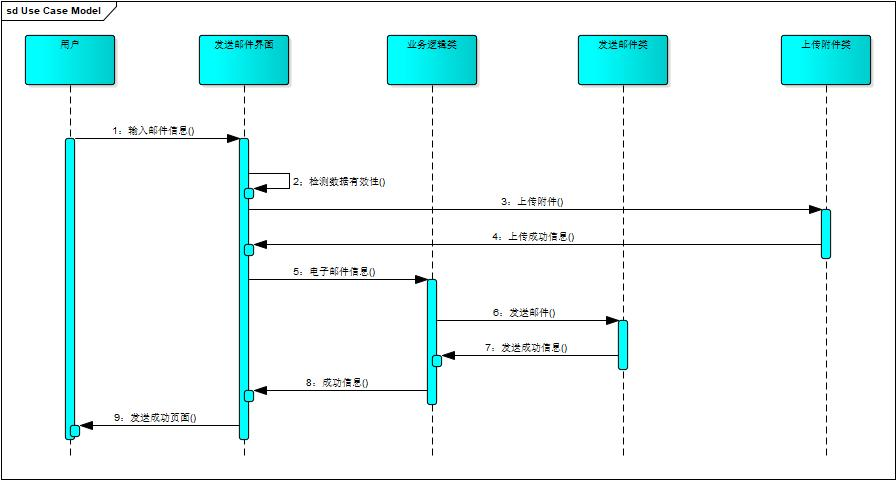 sd Use Case Model
用户
发送邮件界面
业务逻辑类
发送邮件类
上传附件类
1：输入邮件信息()
2：检测数据有效性()
3：上传附件()
4：上传成功信息()
5：电子邮件信息()
6：发送邮件()
7：发送成功信息()
8：成功信息()
9：发送成功页面()